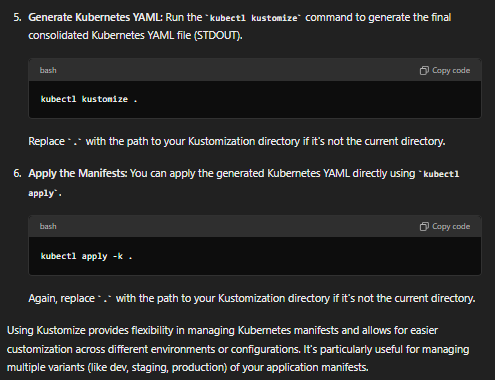 5. Generate Kubernetes YAML: Run the `kubectl kustomize` command to generate the final
consolidated Kubernetes YAML file (STDOUT).
bash
Copy code
kubectl kustomize .
Replace `.` with the path to your Kustomization directory if it's not the current directory.
6. Apply the Manifests: You can apply the generated Kubernetes YAML directly using `kubectl
apply`.
bash
Copy code
kubectl apply -k .
Again, replace `.` with the path to your Kustomization directory if it's not the current directory.
Using Kustomize provides flexibility in managing Kubernetes manifests and allows for easier
customization across different environments or configurations. It's particularly useful for managing
multiple variants (like dev, staging, production) of your application manifests.